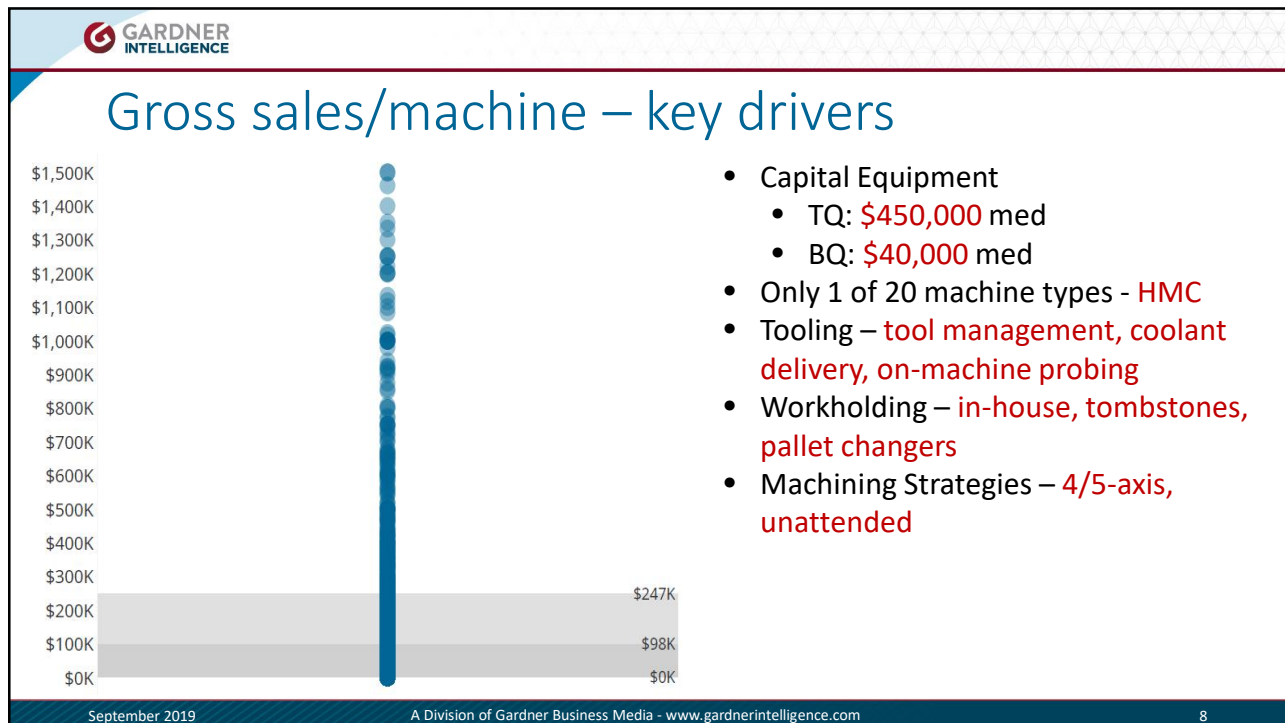 GARDNER
INTELLIGENCE
Gross sales/machine – key drivers
$1,500K
$1,400K
$1,300K
$1,200K
$1,100K
$1,000K
$900K
$800K
$700K
$600K
$500K
$400K
$300K
$200K
$100K
$0K
$247K
$98K
$0K
• Capital Equipment
• TQ: $450,000 med
• BQ: $40,000 med
• Only 1 of 20 machine types - HMC
• Tooling – tool management, coolant
delivery, on-machine probing
• Workholding – in-house, tombstones,
pallet changers
• Machining Strategies – 4/5-axis,
unattended
September 2019
A Division of Gardner Business Media - www.gardnerintelligence.com
8